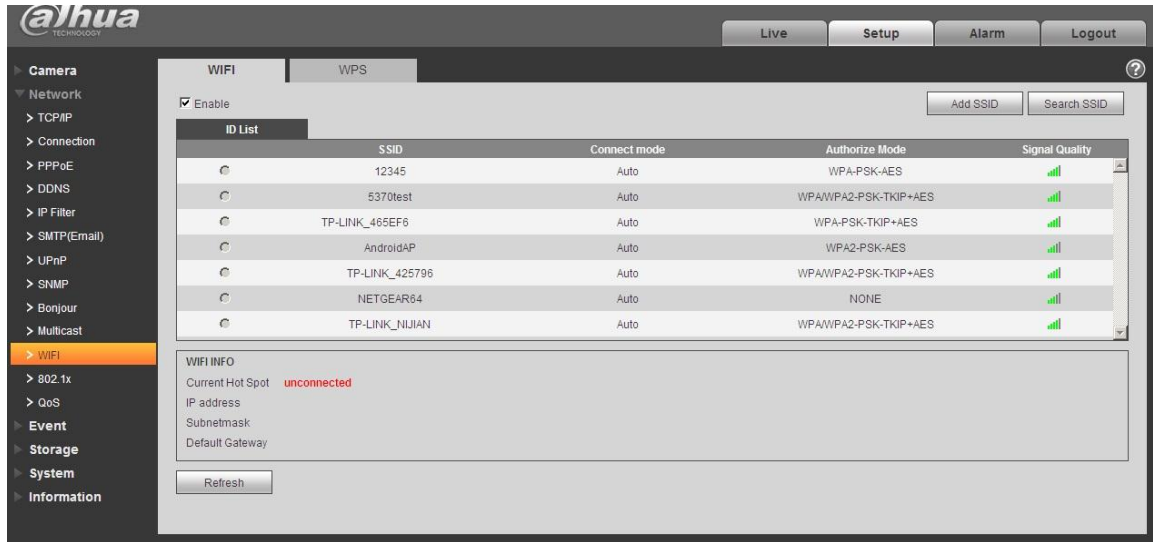 alhua
TECHNOLOGY
Live Setup Alarm Logout
Camera
Network
> TCP/IP
> Connection
> PPPoE
> DDNS
> IP Filter
> SMTP(Email)
> UPnP
> SNMP
> Bonjour
> Multicast
> WIFI
> 802.1x
> QoS
Event
Storage
System
Information
WIFI WPS ?
Enable Add SSID Search SSID
ID List
SSID Connect mode Authorize Mode Signal Quality
12345 Auto WPA-PSK-AES
5370test Auto WPA/WPA2-PSK-TKIP+AES
TP-LINK_465EF6 Auto WPA-PSK-TKIP+AES
AndroidAP Auto WPA2-PSK-AES
TP-LINK_425796 Auto WPA/WPA2-PSK-TKIP+AES
NETGEAR64 Auto NONE
TP-LINK_NIJIAN Auto WPA/WPA2-PSK-TKIP+AES
WIFI INFO
Current Hot Spot unconnected
IP address
Subnetmask
Default Gateway
Refresh